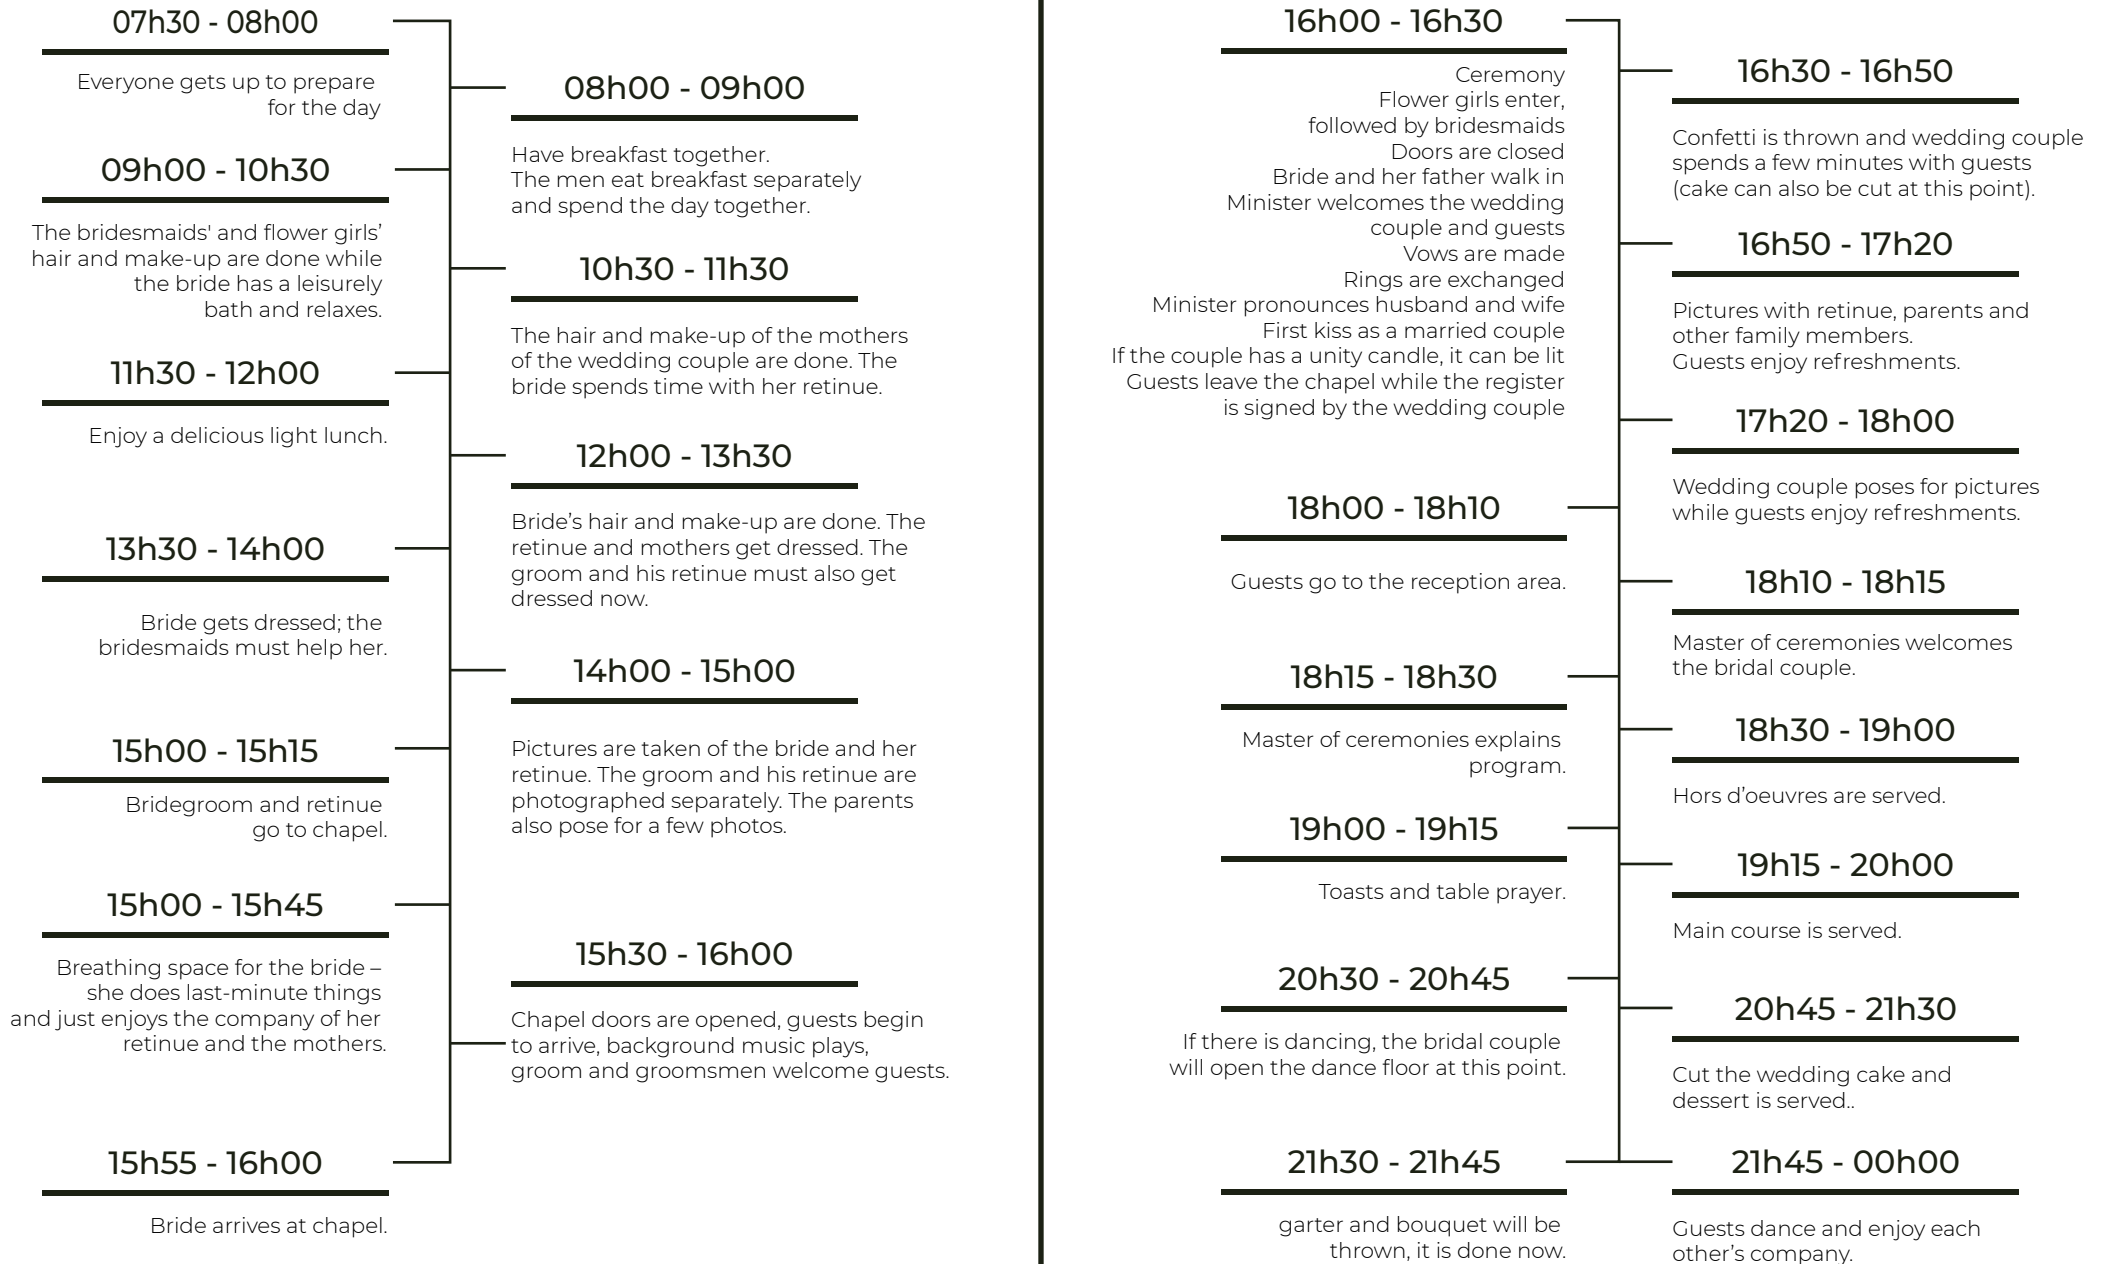 07h30 - 08h00
Everyone gets up to prepare
for the day
08h00 - 09h00
Have breakfast together.
The men eat breakfast separately
and spend the day together.
09h00 - 10h30
The bridesmaids' and flower girls’
hair and make-up are done while
the bride has a leisurely
bath and relaxes.
10h30 - 11h30
The hair and make-up of the mothers
of the wedding couple are done. The
bride spends time with her retinue.
11h30 - 12h00
Enjoy a delicious light lunch.
12h00 - 13h30
Bride’s hair and make-up are done. The
retinue and mothers get dressed. The
groom and his retinue must also get
dressed now.
13h30 - 14h00
Bride gets dressed; the
bridesmaids must help her.
14h00 - 15h00
Pictures are taken of the bride and her
retinue. The groom and his retinue are
photographed separately. The parents
also pose for a few photos.
15h00 - 15h15
Bridegroom and retinue
go to chapel.
15h00 - 15h45
Breathing space for the bride –
she does last-minute things
and just enjoys the company of her
retinue and the mothers.
15h30 - 16h00
Chapel doors are opened, guests begin
to arrive, background music plays,
groom and groomsmen welcome guests.
15h55 - 16h00
Bride arrives at chapel.
16h00 - 16h30
Ceremony
Flower girls enter,
followed by bridesmaids
Doors are closed
Bride and her father walk in
Minister welcomes the wedding
couple and guests
Vows are made
Rings are exchanged
Minister pronounces husband and wife
First kiss as a married couple
If the couple has a unity candle, it can be lit
Guests leave the chapel while the register
is signed by the wedding couple
16h30 - 16h50
Confetti is thrown and wedding couple
spends a few minutes with guests
(cake can also be cut at this point).
16h50 - 17h20
Pictures with retinue, parents and
other family members.
Guests enjoy refreshments.
17h20 - 18h00
Wedding couple poses for pictures
while guests enjoy refreshments.
18h00 - 18h10
Guests go to the reception area.
18h10 - 18h15
Master of ceremonies welcomes
the bridal couple.
18h15 - 18h30
Master of ceremonies explains
program.
18h30 - 19h00
Hors d’oeuvres are served.
19h00 - 19h15
Toasts and table prayer.
19h15 - 20h00
Main course is served.
20h30 - 20h45
If there is dancing, the bridal couple
will open the dance floor at this point.
20h45 - 21h30
Cut the wedding cake and
dessert is served..
21h30 - 21h45
garter and bouquet will be
thrown, it is done now.
21h45 - 00h00
Guests dance and enjoy each
other’s company.